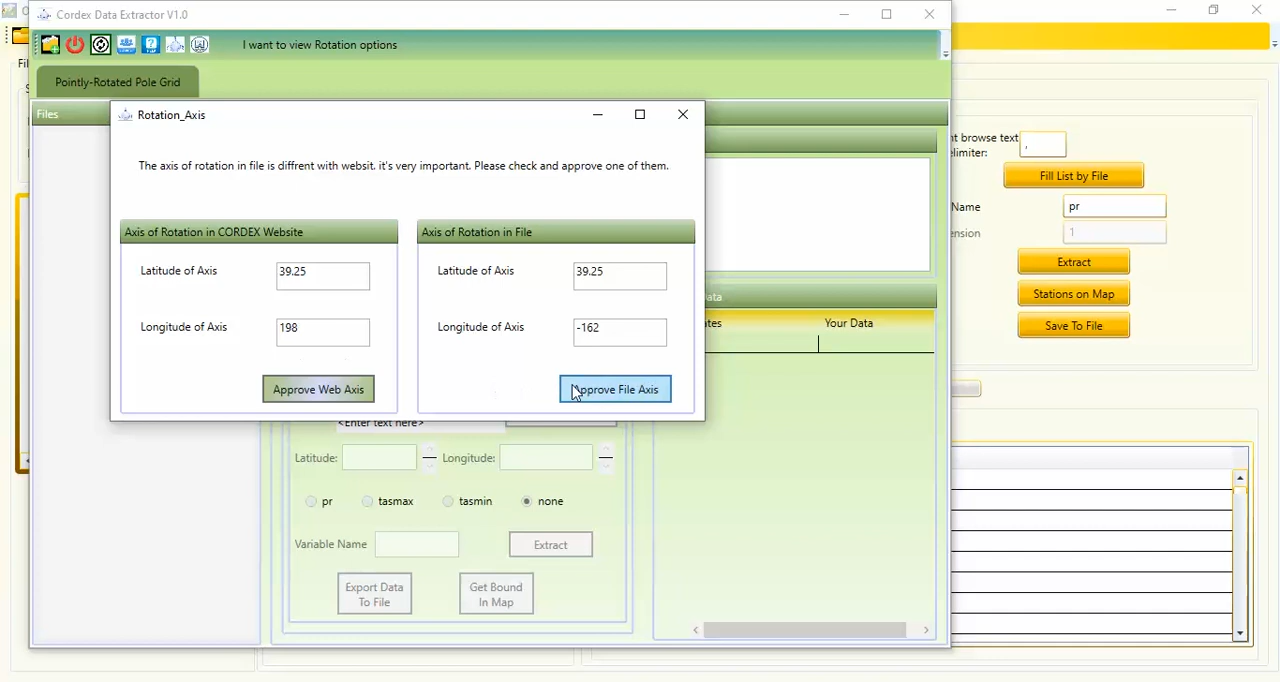 Cordex Data Extractor V1.0
I want to view Rotation options
Pointly-Rotated Pole Grid
Files
Rotation_Axis
The axis of rotation in file is diffrent with websit. it's very important. Please check and approve one of them.
Axis of Rotation in CORDEX Website
Axis of Rotation in File
Latitude of Axis
39.25
Latitude of Axis
39.25
Longitude of Axis
198
Longitude of Axis
-162
Approve Web Axis
Approve File Axis
Your Data
<Enter text here>
Latitude:
Longitude:
pr
tasmax
tasmin
none
Variable Name
Extract
Export Data
To File
Get Bound
In Map
browse text
,
Fill List by File
Name
pr
1
Extract
Stations on Map
Save To File